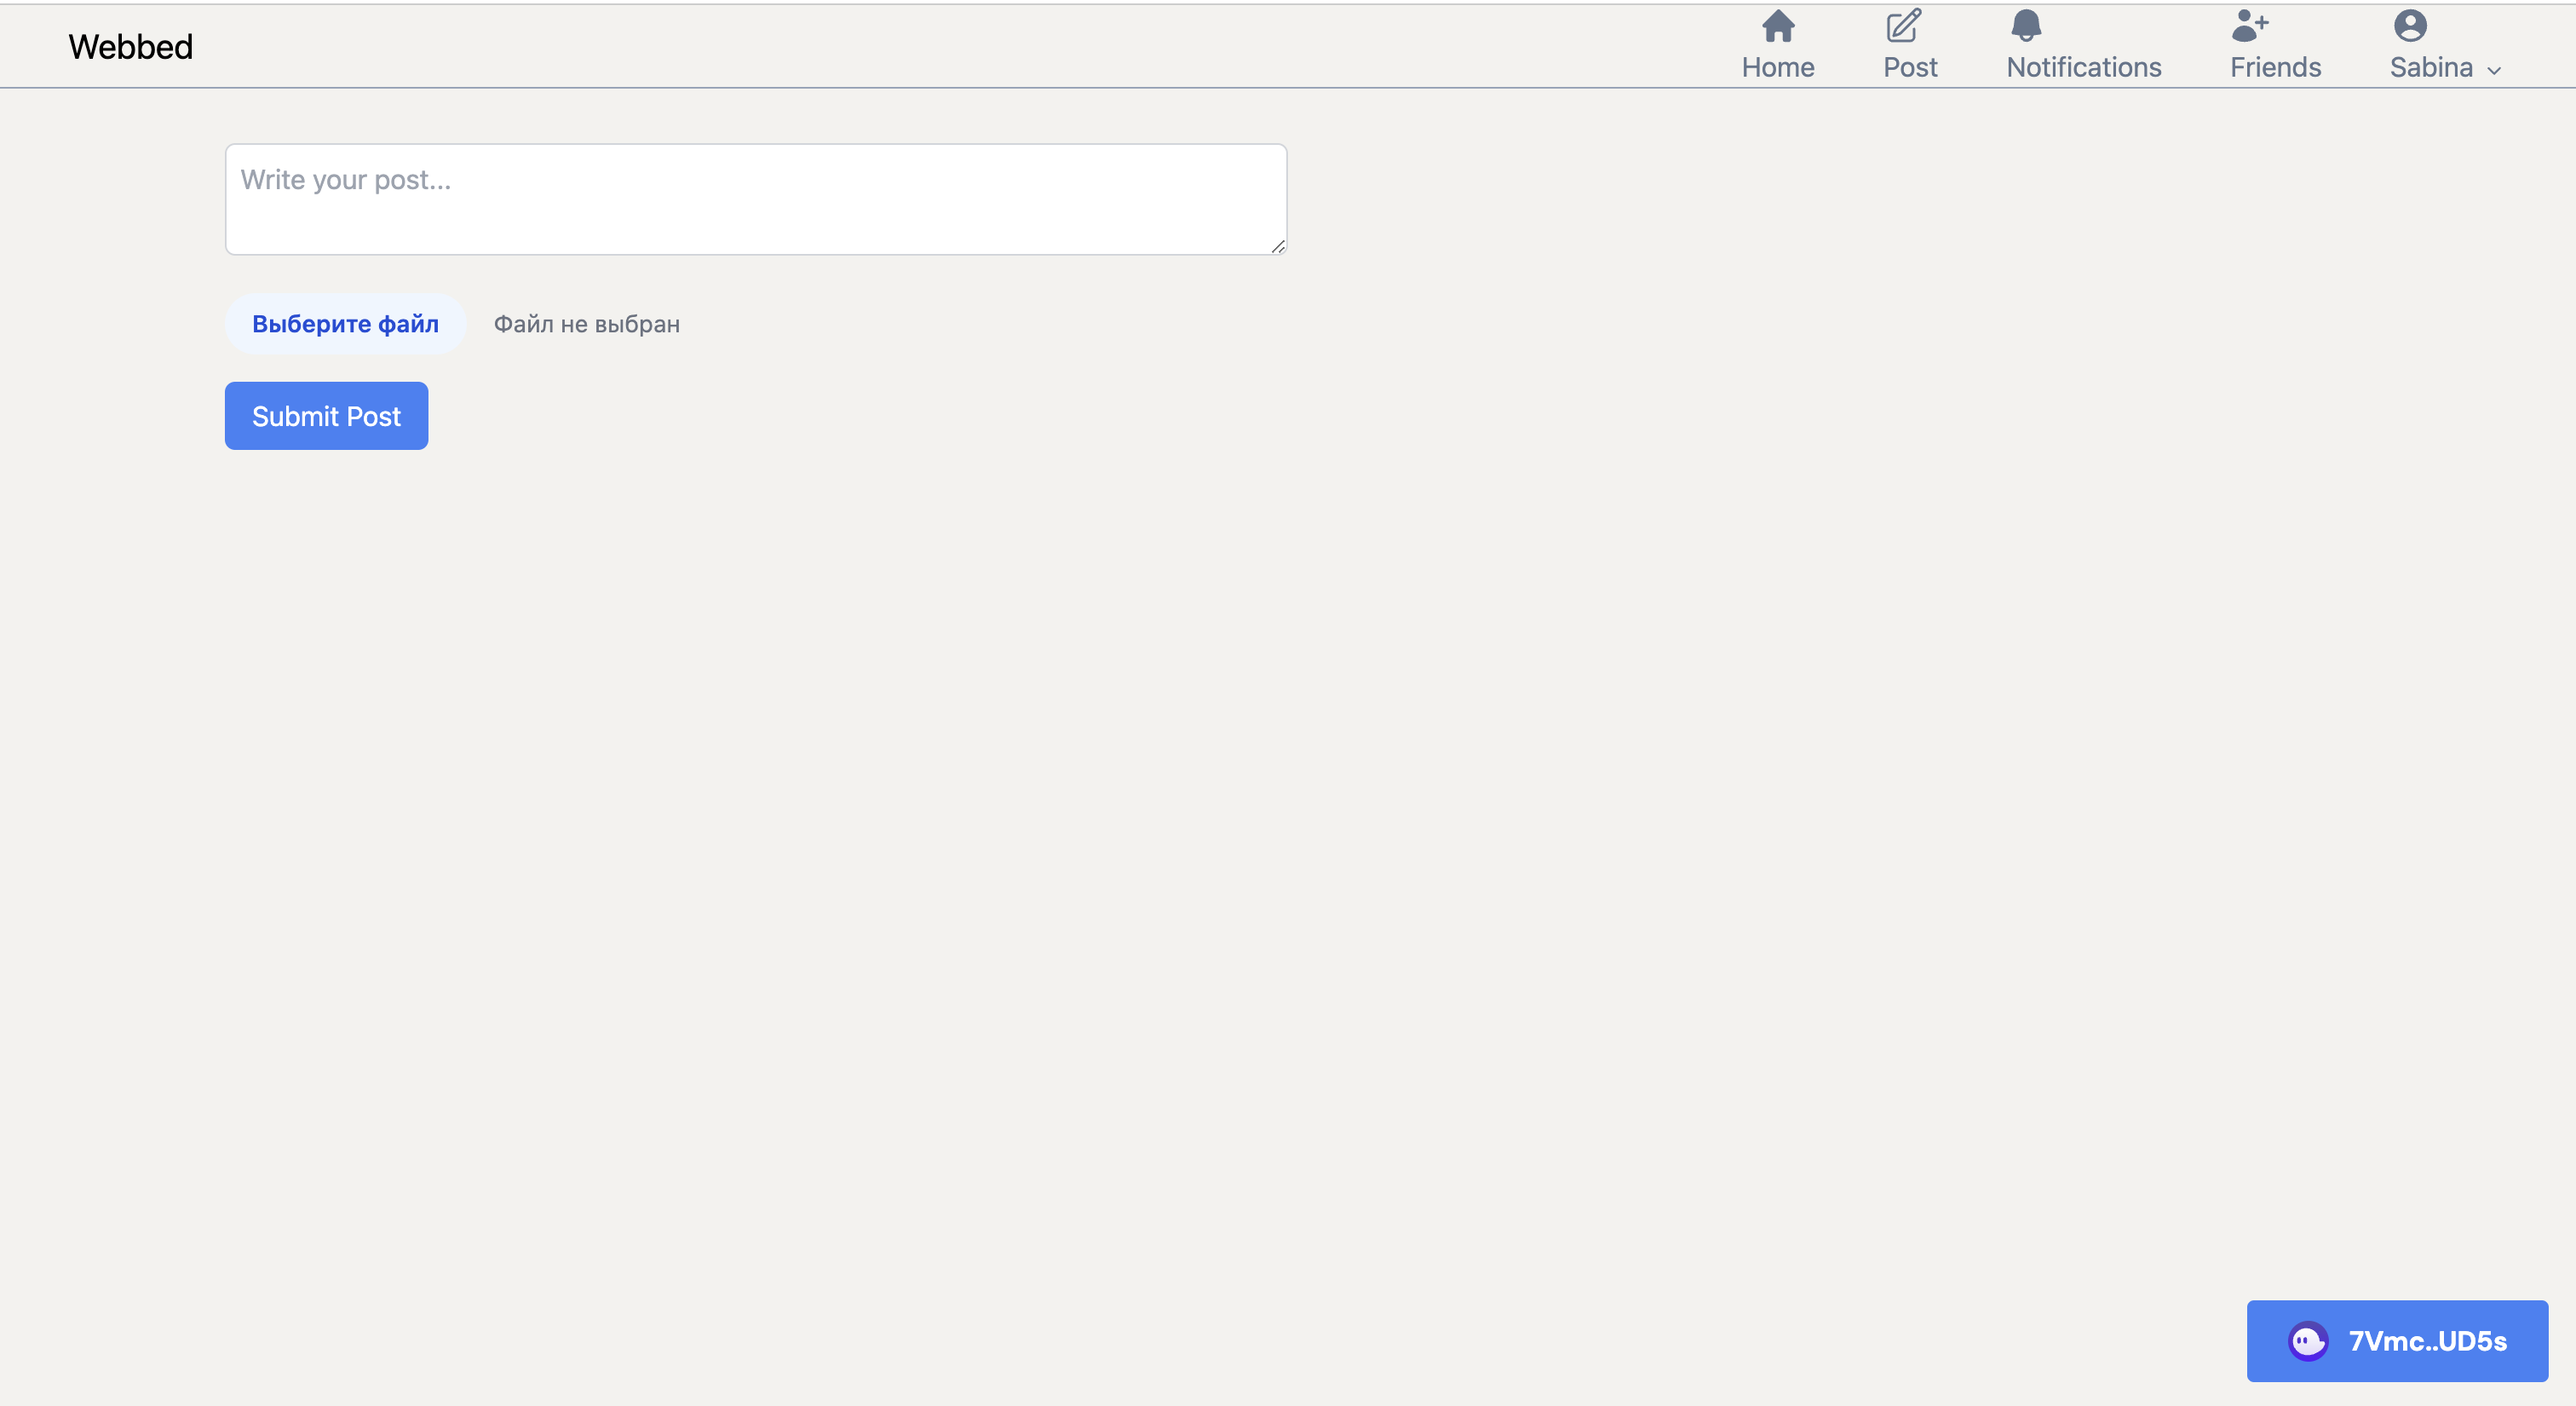 Webbed
Home
Post
Notifications
Friends
Sabina
Write your post...
Выберите файл
Файл не выбран
Submit Post
7Vmc..UD5s